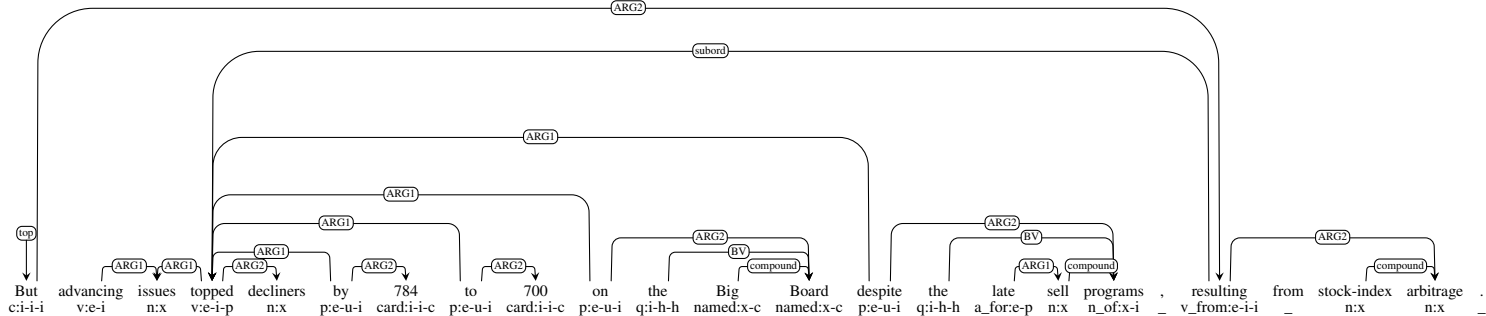 ARG2
subord
ARG1
ARG1
top ARG1 ARG2 ARG2
ARG1 BV BV ARG2
ARG1 ARG1 ARG2 ARG2 ARG2 compound ARG1 compound compound
But advancing issues topped decliners by 784 to 700 on the Big Board despite the late sell programs , resulting from stock-index arbitrage .
c:i-i-i v:e-i n:x v:e-i-p n:x p:e-u-i card:i-i-c p:e-u-i card:i-i-c p:e-u-i q:i-h-h named:x-c named:x-c p:e-u-i q:i-h-h a_for:e-p n:x n_of:x-i _ v_from:e-i-i _ n:x n:x _